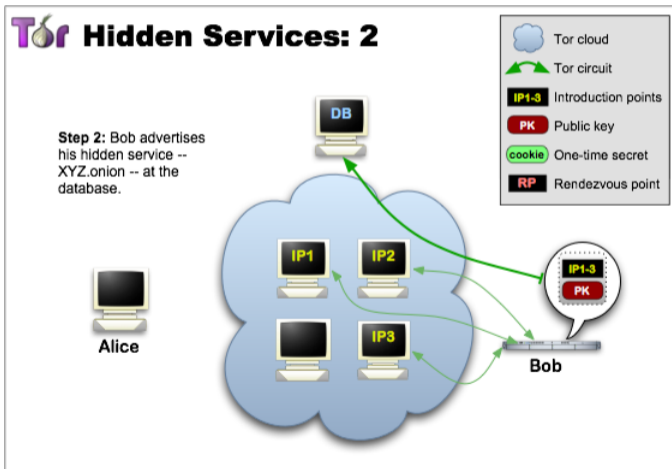 Tor Hidden Services: 2
Tor cloud
Tor circuit
IP1-3 Introduction points
PK Public key
cookie One-time secret
RP Rendezvous point
DB
Step 2: Bob advertises
his hidden service --
XYZ.onion -- at the
database.
IP1 IP2
IP1-3
PK
IP3
Alice
Bob